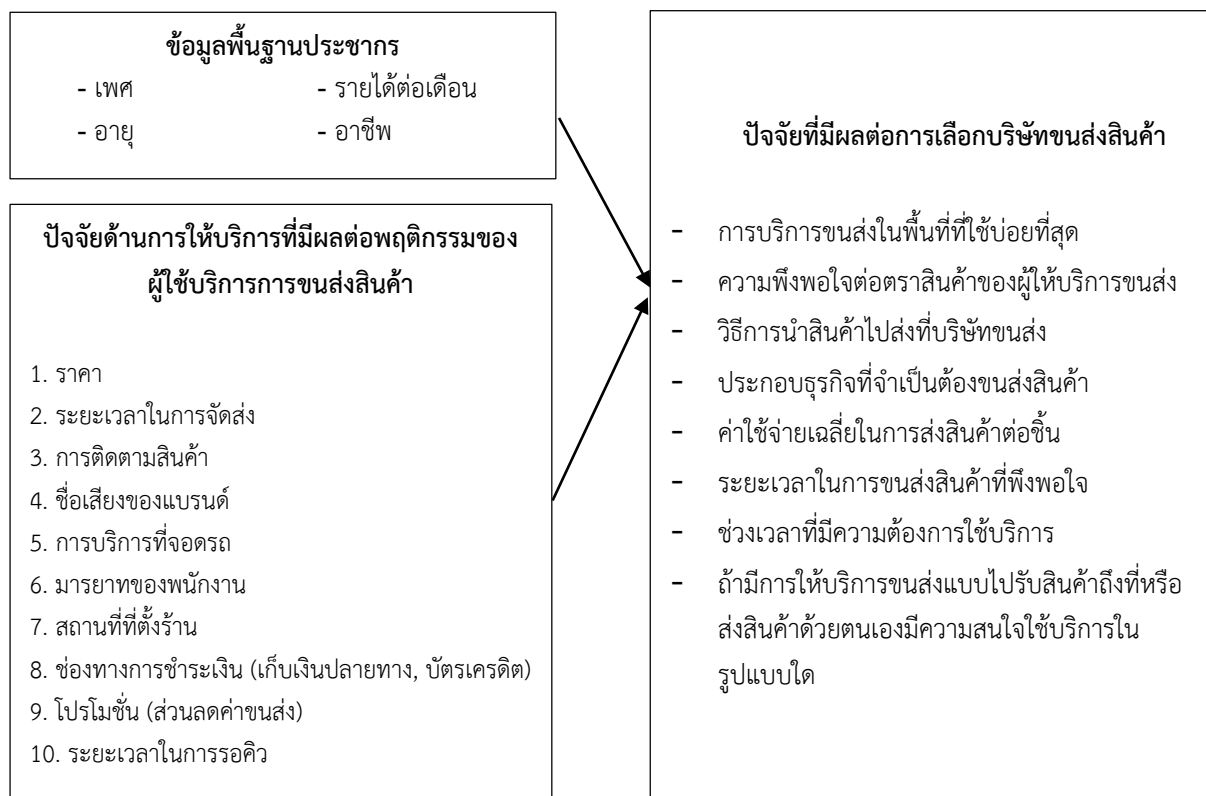 ข้อมูลพื้นฐานประชากร
- เพศ - รายได้ต่อเดือน
- อายุ - อาชีพ
ปัจจัยด้านการให้บริการที่มีผลต่อพฤติกรรมของ
ผู้ใช้บริการการขนส่งสินค้า
1. ราคา
2. ระยะเวลาในการจัดส่ง
3. การติดตามสินค้า
4. ชื่อเสียงของแบรนด์
5. การบริการที่จอดรถ
6. มารยาทของพนักงาน
7. สถานที่ที่ตั้งร้าน
8. ช่องทางการชำระเงิน (เก็บเงินปลายทาง, บัตรเครดิต)
9. โปรโมชั่น (ส่วนลดค่าขนส่ง)
10. ระยะเวลาในการรอคิว
ปัจจัยที่มีผลต่อการเลือกบริษัทขนส่งสินค้า
- การบริการขนส่งในพื้นที่ที่ใช้บ่อยที่สุด
- ความพึงพอใจต่อตราสินค้าของผู้ให้บริการขนส่ง
- วิธีการนำสินค้าไปส่งที่บริษัทขนส่ง
- ประกอบธุรกิจที่จำเป็นต้องขนส่งสินค้า
- ค่าใช้จ่ายเฉลี่ยในการส่งสินค้าต่อชิ้น
- ระยะเวลาในการขนส่งสินค้าที่พึงพอใจ
- ช่วงเวลาที่มีความต้องการใช้บริการ
- ถ้ามีการให้บริการขนส่งแบบไปรับสินค้าถึงที่หรือ
ส่งสินค้าด้วยตนเองมีความสนใจใช้บริการใน
รูปแบบใด